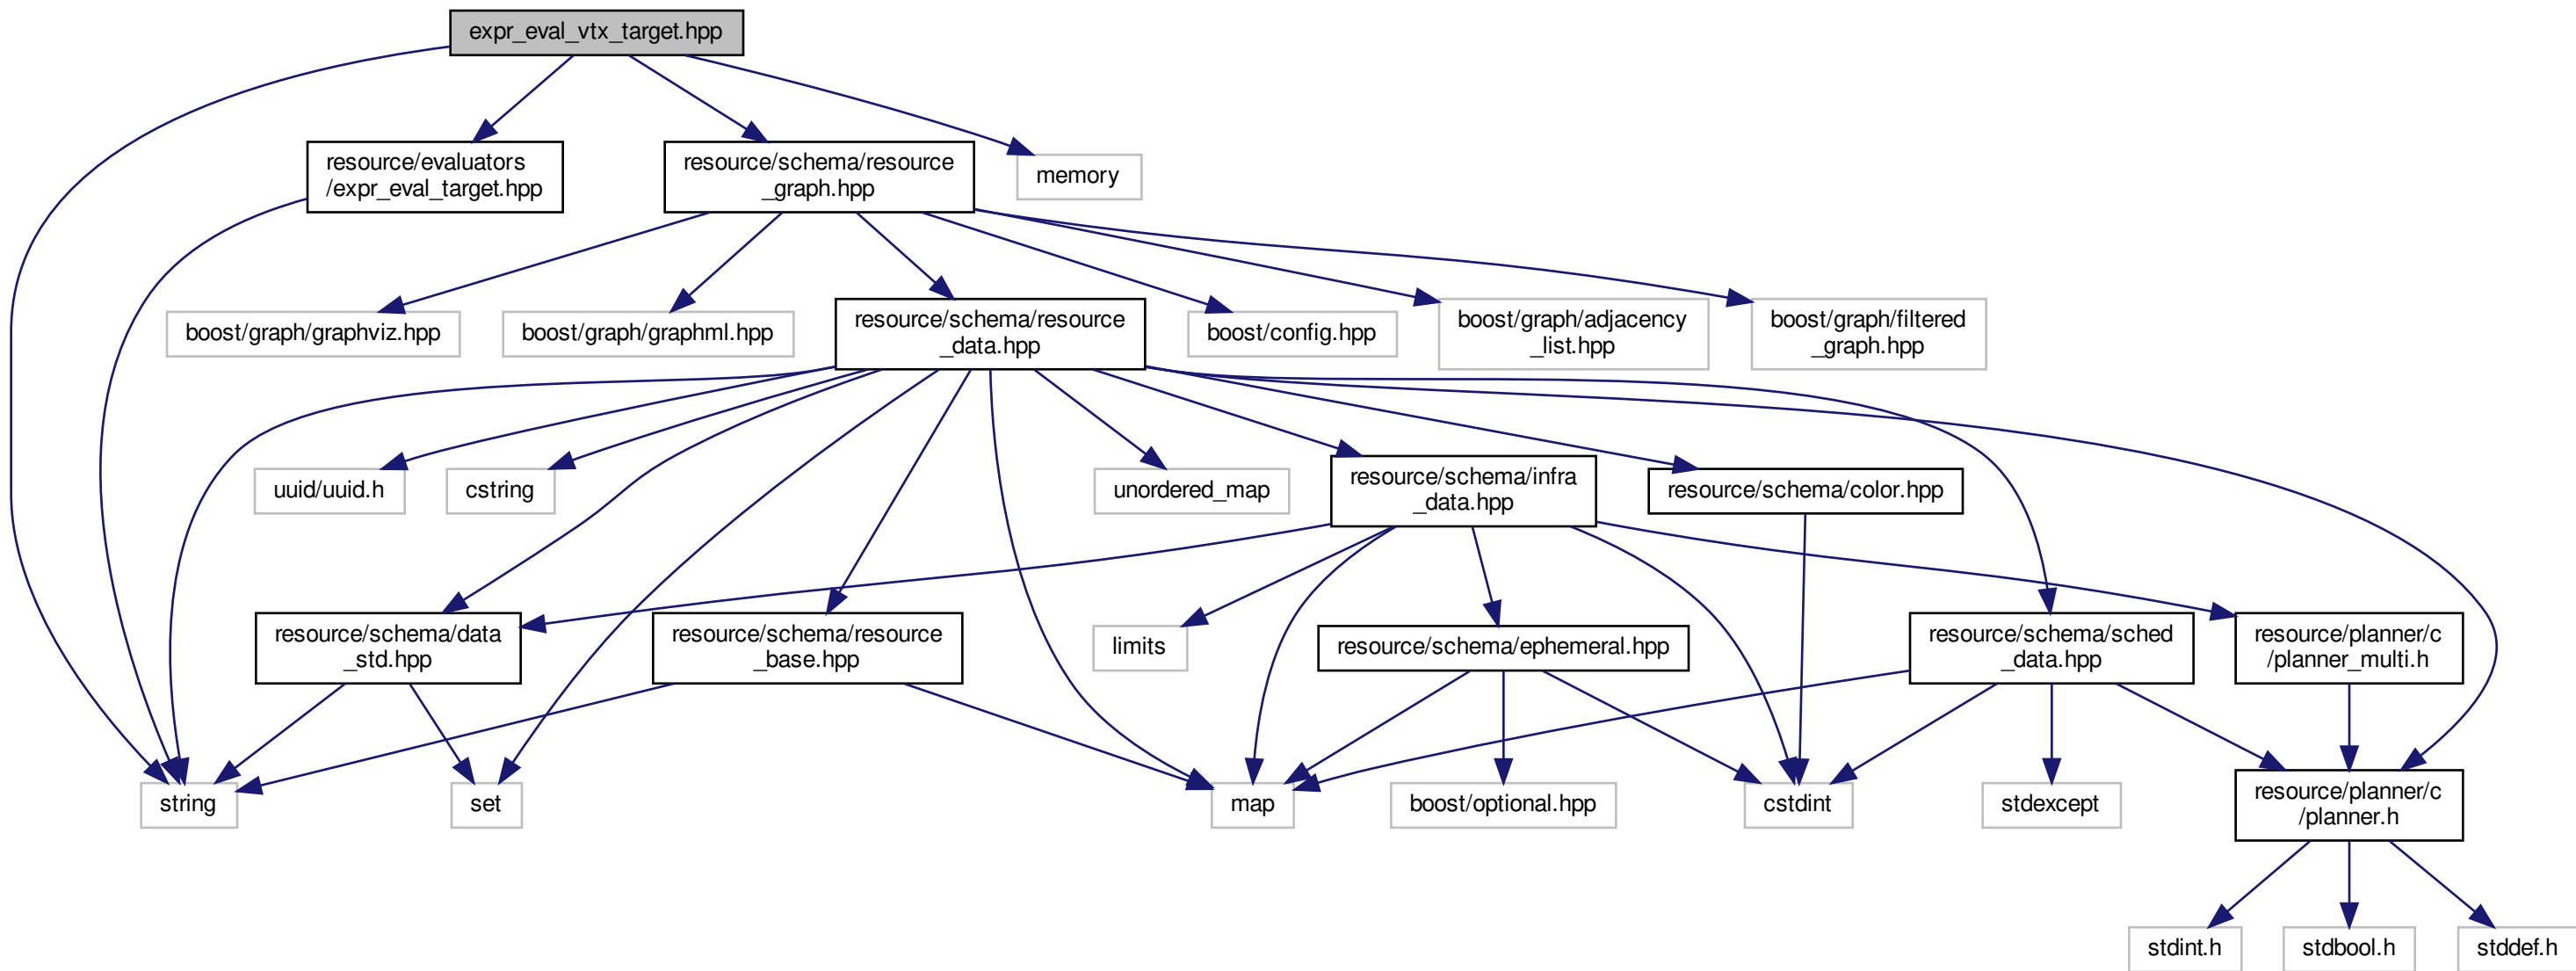 expr_eval_vtx_target.hpp
resource/evaluators
/expr_eval_target.hpp
resource/schema/resource
_graph.hpp
memory
boost/graph/graphviz.hpp
boost/graph/graphml.hpp
resource/schema/resource
_data.hpp
boost/config.hpp
boost/graph/adjacency
_list.hpp
boost/graph/filtered
_graph.hpp
uuid/uuid.h
cstring
unordered_map
resource/schema/infra
_data.hpp
resource/schema/color.hpp
resource/schema/data
_std.hpp
resource/schema/resource
_base.hpp
limits
resource/schema/ephemeral.hpp
resource/schema/sched
_data.hpp
resource/planner/c
/planner_multi.h
string
set
map
boost/optional.hpp
cstdint
stdexcept
resource/planner/c
/planner.h
stdint.h
stdbool.h
stddef.h